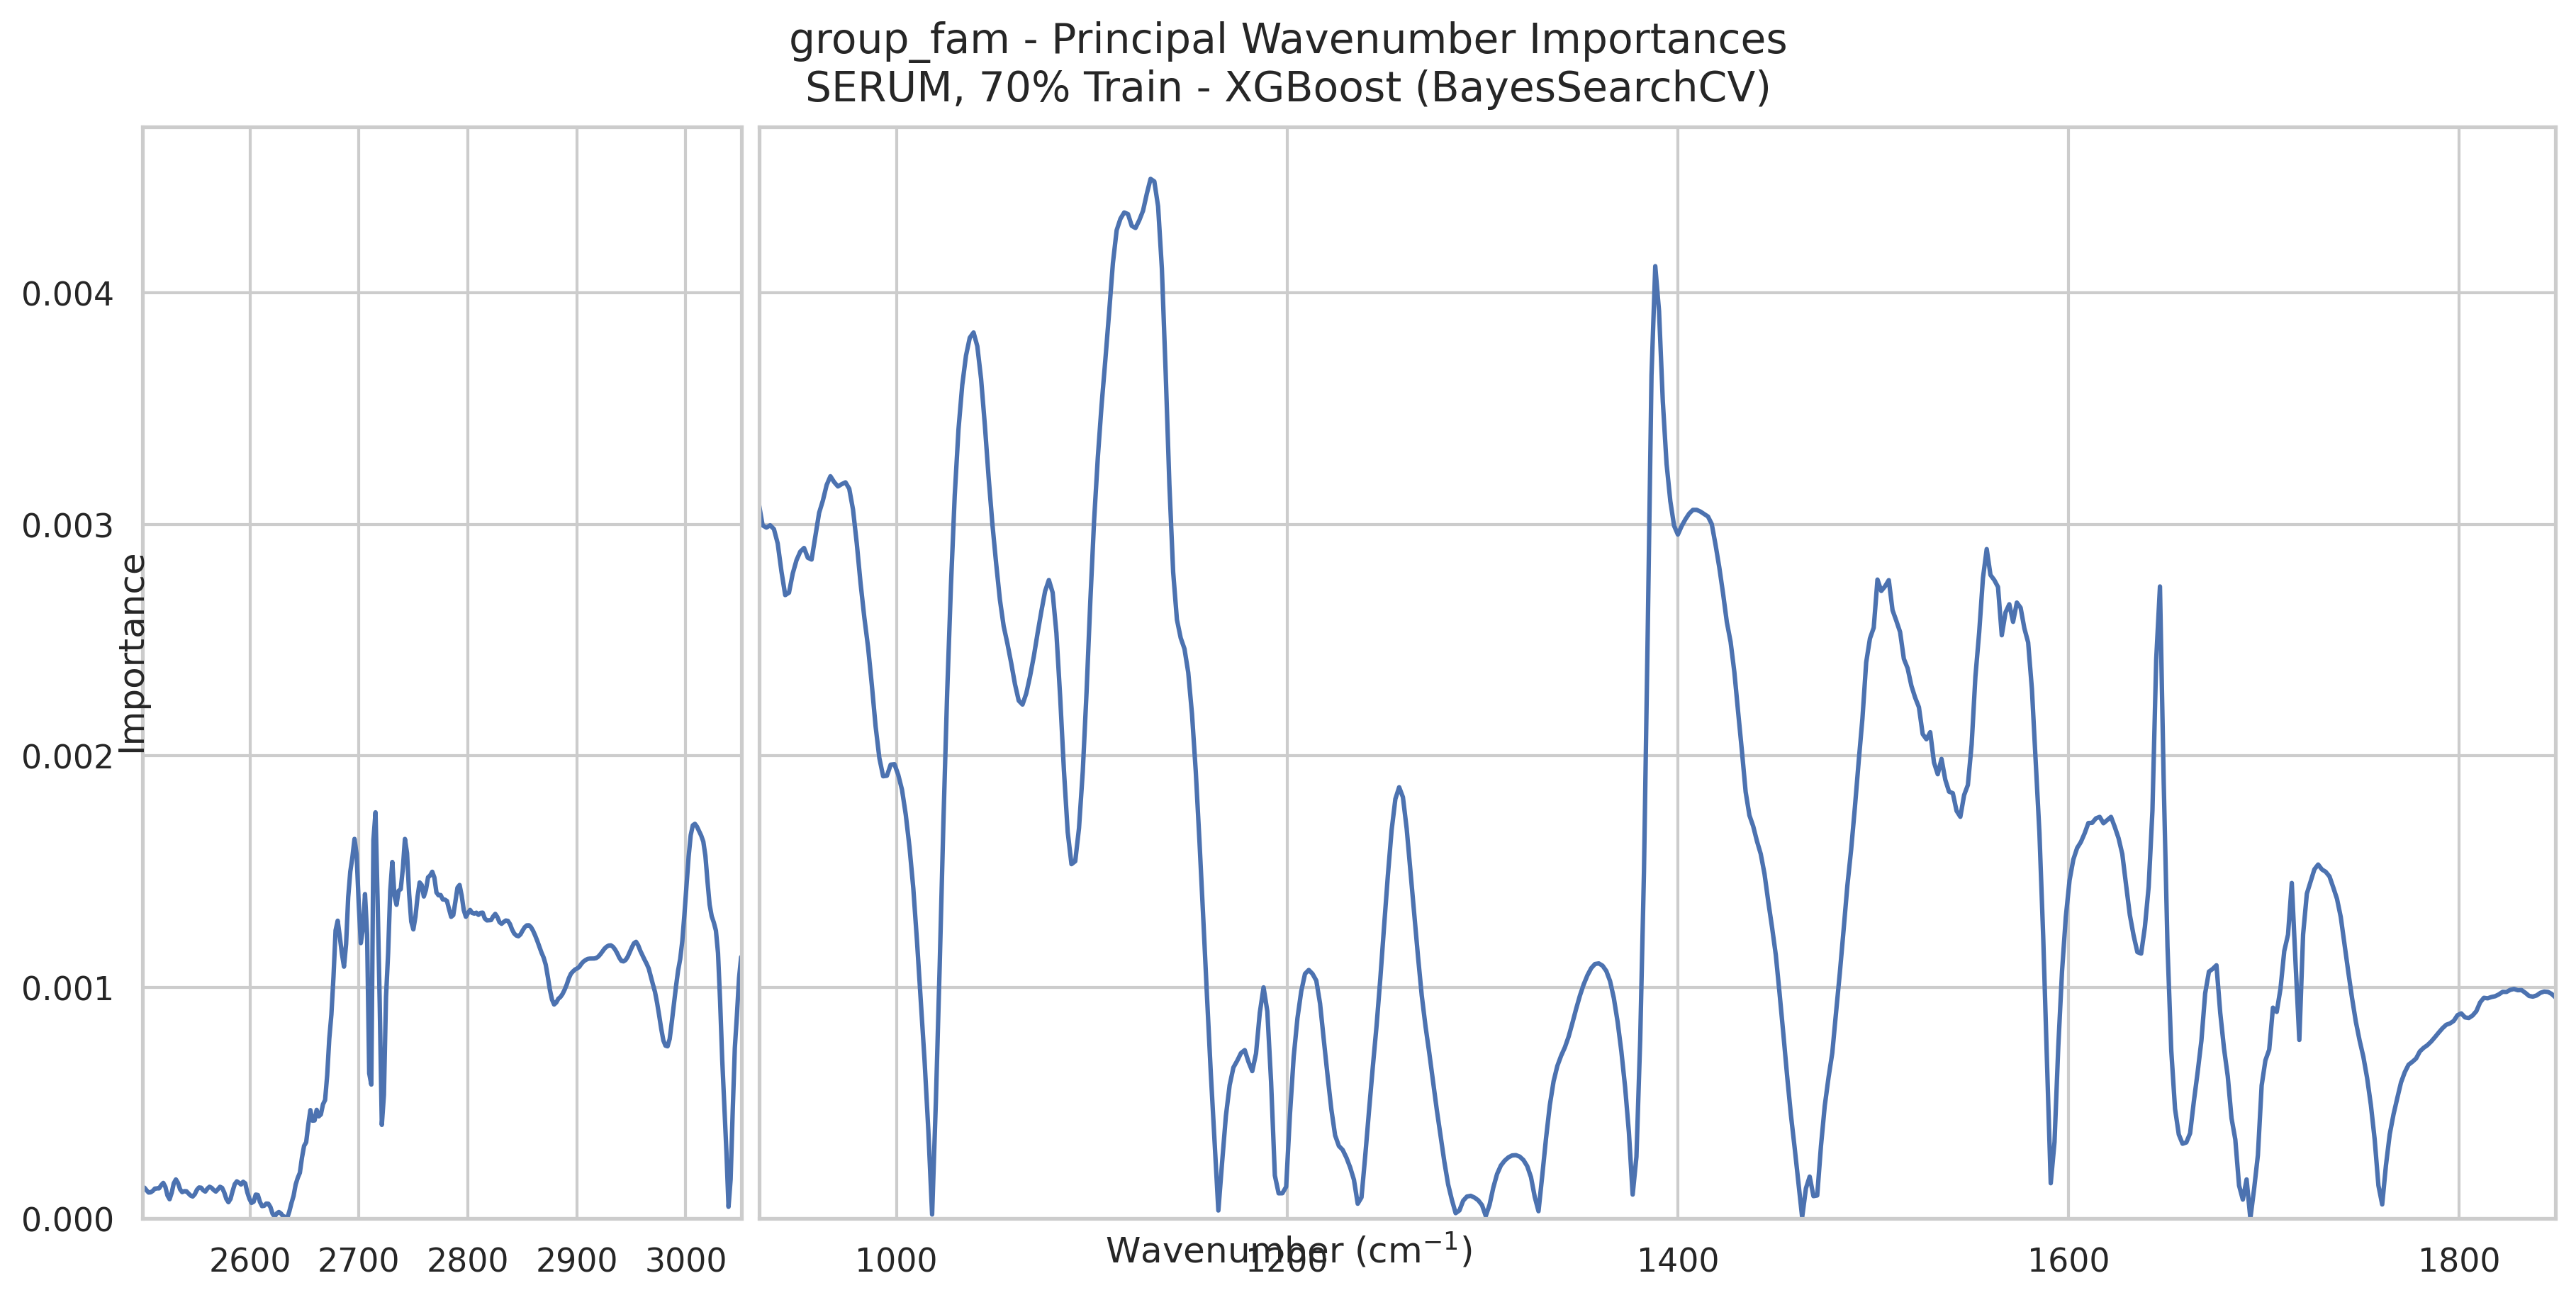 group_fam - Principal Wavenumber Importances
SERUM, 70% Train - XGBoost (BayesSearchCV)
Importance
0.004
0.003
0.002
0.001
0.000
2600 2700 2800 2900 3000 1000 1200 1400 1600 1800
Wavenumber (cm⁻¹)